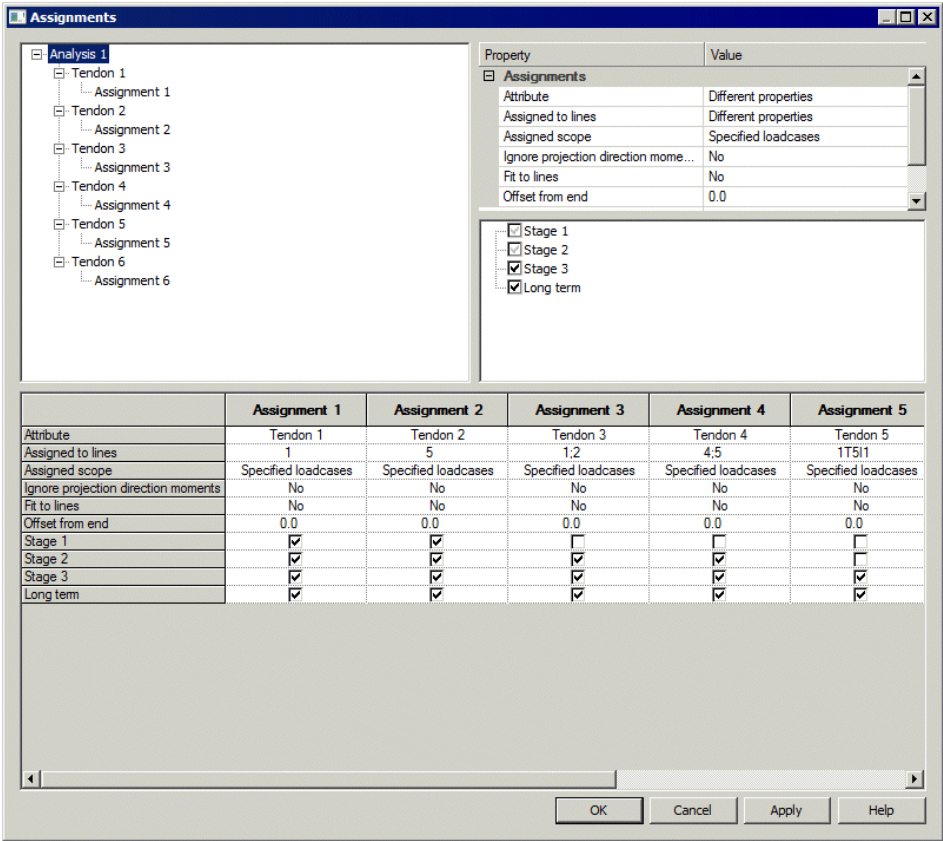 Assignments
Analysis 1
Tendon 1
Assignment 1
Tendon 2
Assignment 2
Tendon 3
Assignment 3
Tendon 4
Assignment 4
Tendon 5
Assignment 5
Tendon 6
Assignment 6
Property Value
Assignments
Attribute Different properties
Assigned to lines Different properties
Assigned scope Specified loadcases
Ignore projection direction mome... No
Fit to lines No
Offset from end 0.0
Stage 1
Stage 2
Stage 3
Long term
Assignment 1 Assignment 2 Assignment 3 Assignment 4 Assignment 5
Attribute Tendon 1 Tendon 2 Tendon 3 Tendon 4 Tendon 5
Assigned to lines 1 5 1;2 4;5 1T5I1
Assigned scope Specified loadcases Specified loadcases Specified loadcases Specified loadcases Specified loadcases
Ignore projection direction moments No No No No No
Fit to lines No No No No No
Offset from end 0.0 0.0 0.0 0.0 0.0
Stage 1
Stage 2
Stage 3
Long term
OK Cancel Apply Help